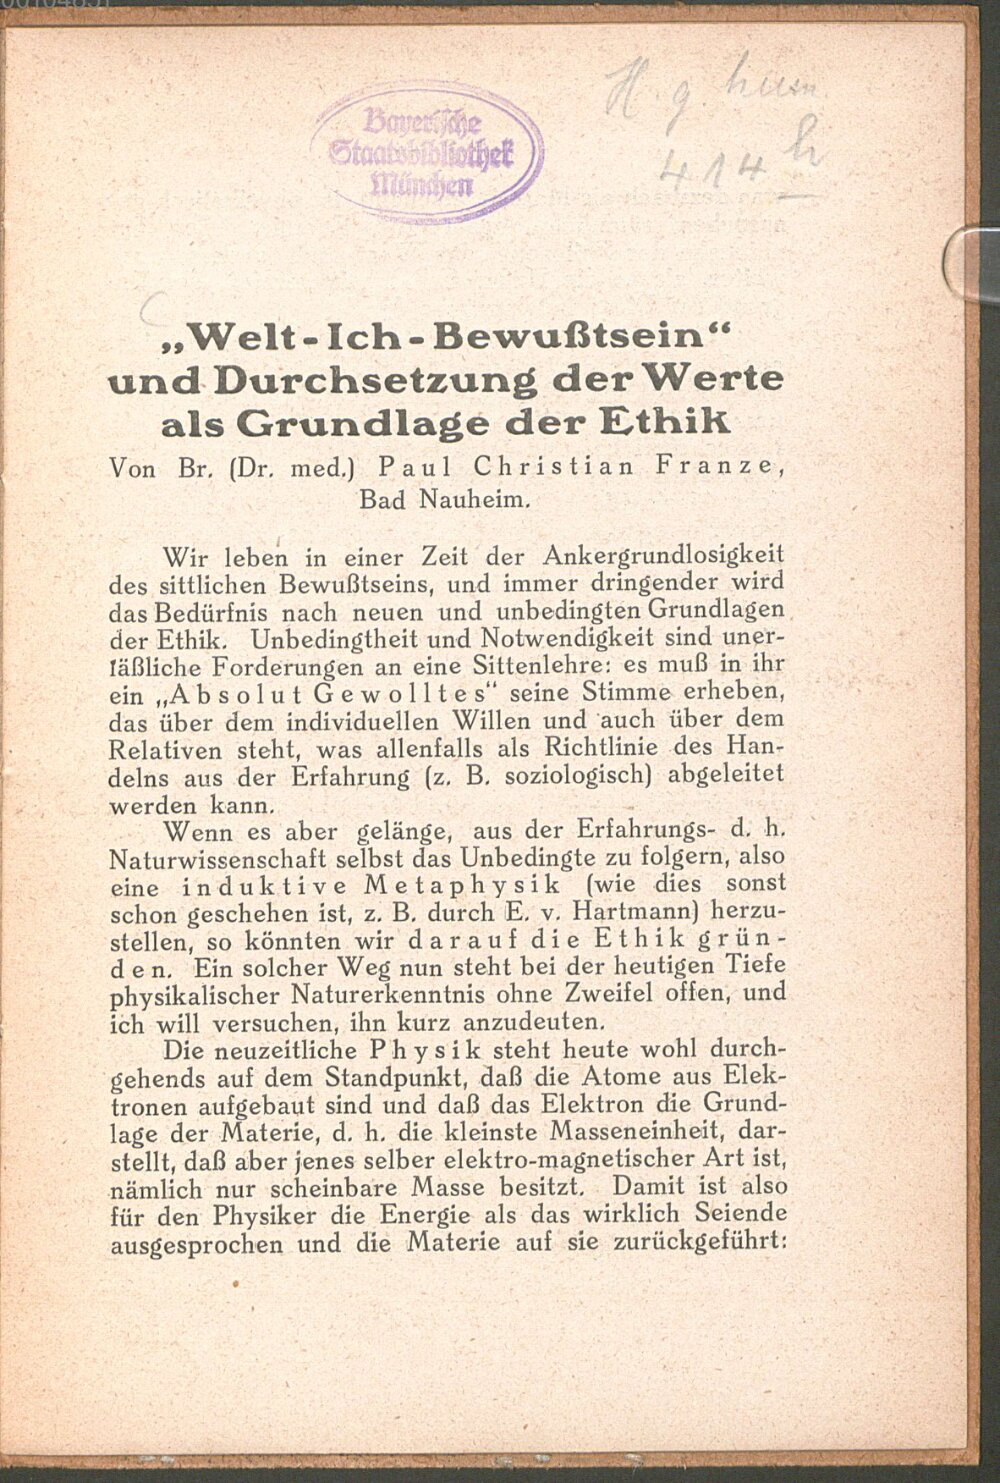 Bayerische
Staatsbibliothek
München
H. g. hum
414 h
„Welt-Ich-Bewußtsein“
und Durchsetzung der Werte
als Grundlage der Ethik
Von Br. (Dr. med.) Paul Christian Franze,
Bad Nauheim.
Wir leben in einer Zeit der Ankergrundlosigkeit
des sittlichen Bewußtseins, und immer dringender wird
das Bedürfnis nach neuen und unbedingten Grundlagen
der Ethik. Unbedingtheit und Notwendigkeit sind uner-
läßliche Forderungen an eine Sittenlehre: es muß in ihr
ein „Absolut Gewolltes“ seine Stimme erheben,
das über dem individuellen Willen und auch über dem
Relativen steht, was allenfalls als Richtlinie des Han-
delns aus der Erfahrung (z. B. soziologisch) abgeleitet
werden kann.
Wenn es aber gelänge, aus der Erfahrungs- d. h.
Naturwissenschaft selbst das Unbedingte zu folgern, also
eine induktive Metaphysik (wie dies sonst
schon geschehen ist, z. B. durch E. v. Hartmann) herzu-
stellen, so könnten wir darauf die Ethik grün-
den. Ein solcher Weg nun steht bei der heutigen Tiefe
physikalischer Naturerkenntnis ohne Zweifel offen, und
ich will versuchen, ihn kurz anzudeuten.
Die neuzeitliche Physik steht heute wohl durch-
gehends auf dem Standpunkt, daß die Atome aus Elek-
tronen aufgebaut sind und daß das Elektron die Grund-
lage der Materie, d. h. die kleinste Masseneinheit, dar-
stellt, daß aber jenes selber elektro-magnetischer Art ist,
nämlich nur scheinbare Masse besitzt. Damit ist also
für den Physiker die Energie als das wirklich Seiende
ausgesprochen und die Materie auf sie zurückgeführt: